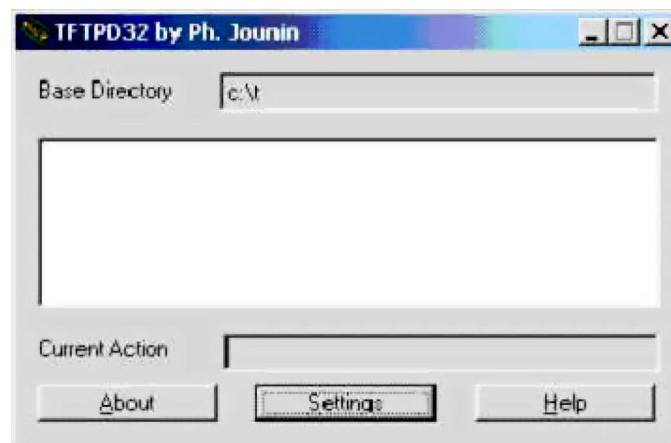 TFTPD32 by Ph. Jounin
Base Directory c:\t
Current Action
About Settings Help